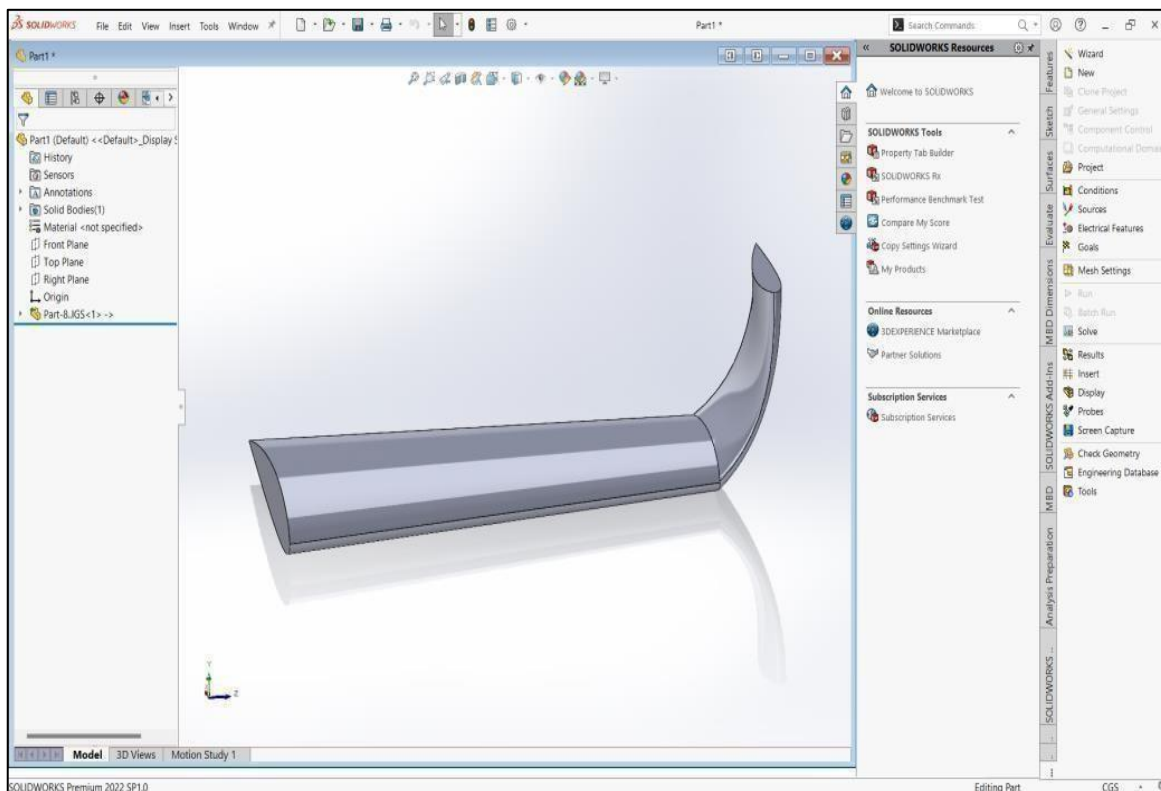 SOLIDWORKS File Edit View Insert Tools Window Part1 * Search Commands
Part1 *
Part1 (Default) <<Default>_Display S
History
Sensors
Annotations
Solid Bodies(1)
Material <not specified>
Front Plane
Top Plane
Right Plane
Origin
Part-8.IGS<1> ->
Y
Z
Model 3D Views Motion Study 1
SOLIDWORKS Premium 2022 SP1.0
Editing Part CGS
SOLIDWORKS Resources
Welcome to SOLIDWORKS
SOLIDWORKS Tools
Property Tab Builder
SOLIDWORKS Rx
Performance Benchmark Test
Compare My Score
Copy Settings Wizard
My Products
Online Resources
3DEXPERIENCE Marketplace
Partner Solutions
Subscription Services
Subscription Services
Features
Sketch
Surfaces
Evaluate
MBD Dimensions
SOLIDWORKS Add-Ins
MBD
Analysis Preparation
SOLIDWORKS ...
Wizard
New
Clone Project
General Settings
Component Control
Computational Domai
Project
Conditions
Sources
Electrical Features
Goals
Mesh Settings
Run
Batch Run
Solve
Results
Insert
Display
Probes
Screen Capture
Check Geometry
Engineering Database
Tools